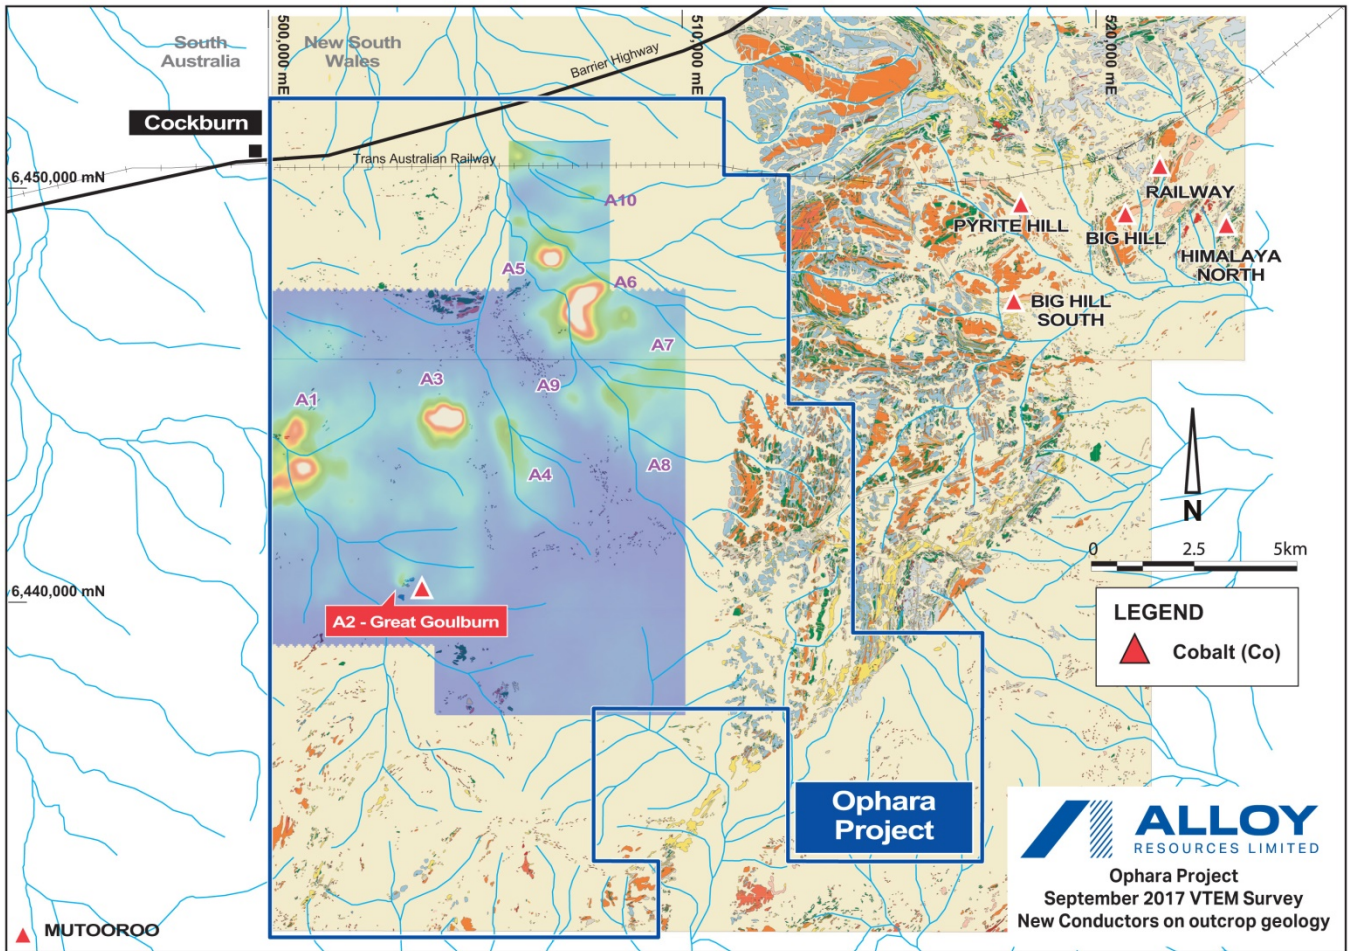 South
Australia
New South
Wales
500,000 mE
510,000 mE
520,000 mE
Barrier Highway
Cockburn
Trans Australian Railway
6,450,000 mN
A10
RAILWAY
PYRITE HILL
BIG HILL
HIMALAYA
NORTH
A5
A6
BIG HILL
SOUTH
A7
A3
A9
A1
A4
A8
N
0
2.5
5km
6,440,000 mN
A2 - Great Goulburn
LEGEND
Cobalt (Co)
Ophara
Project
ALLOY
RESOURCES LIMITED
Ophara Project
September 2017 VTEM Survey
New Conductors on outcrop geology
MUTOOROO